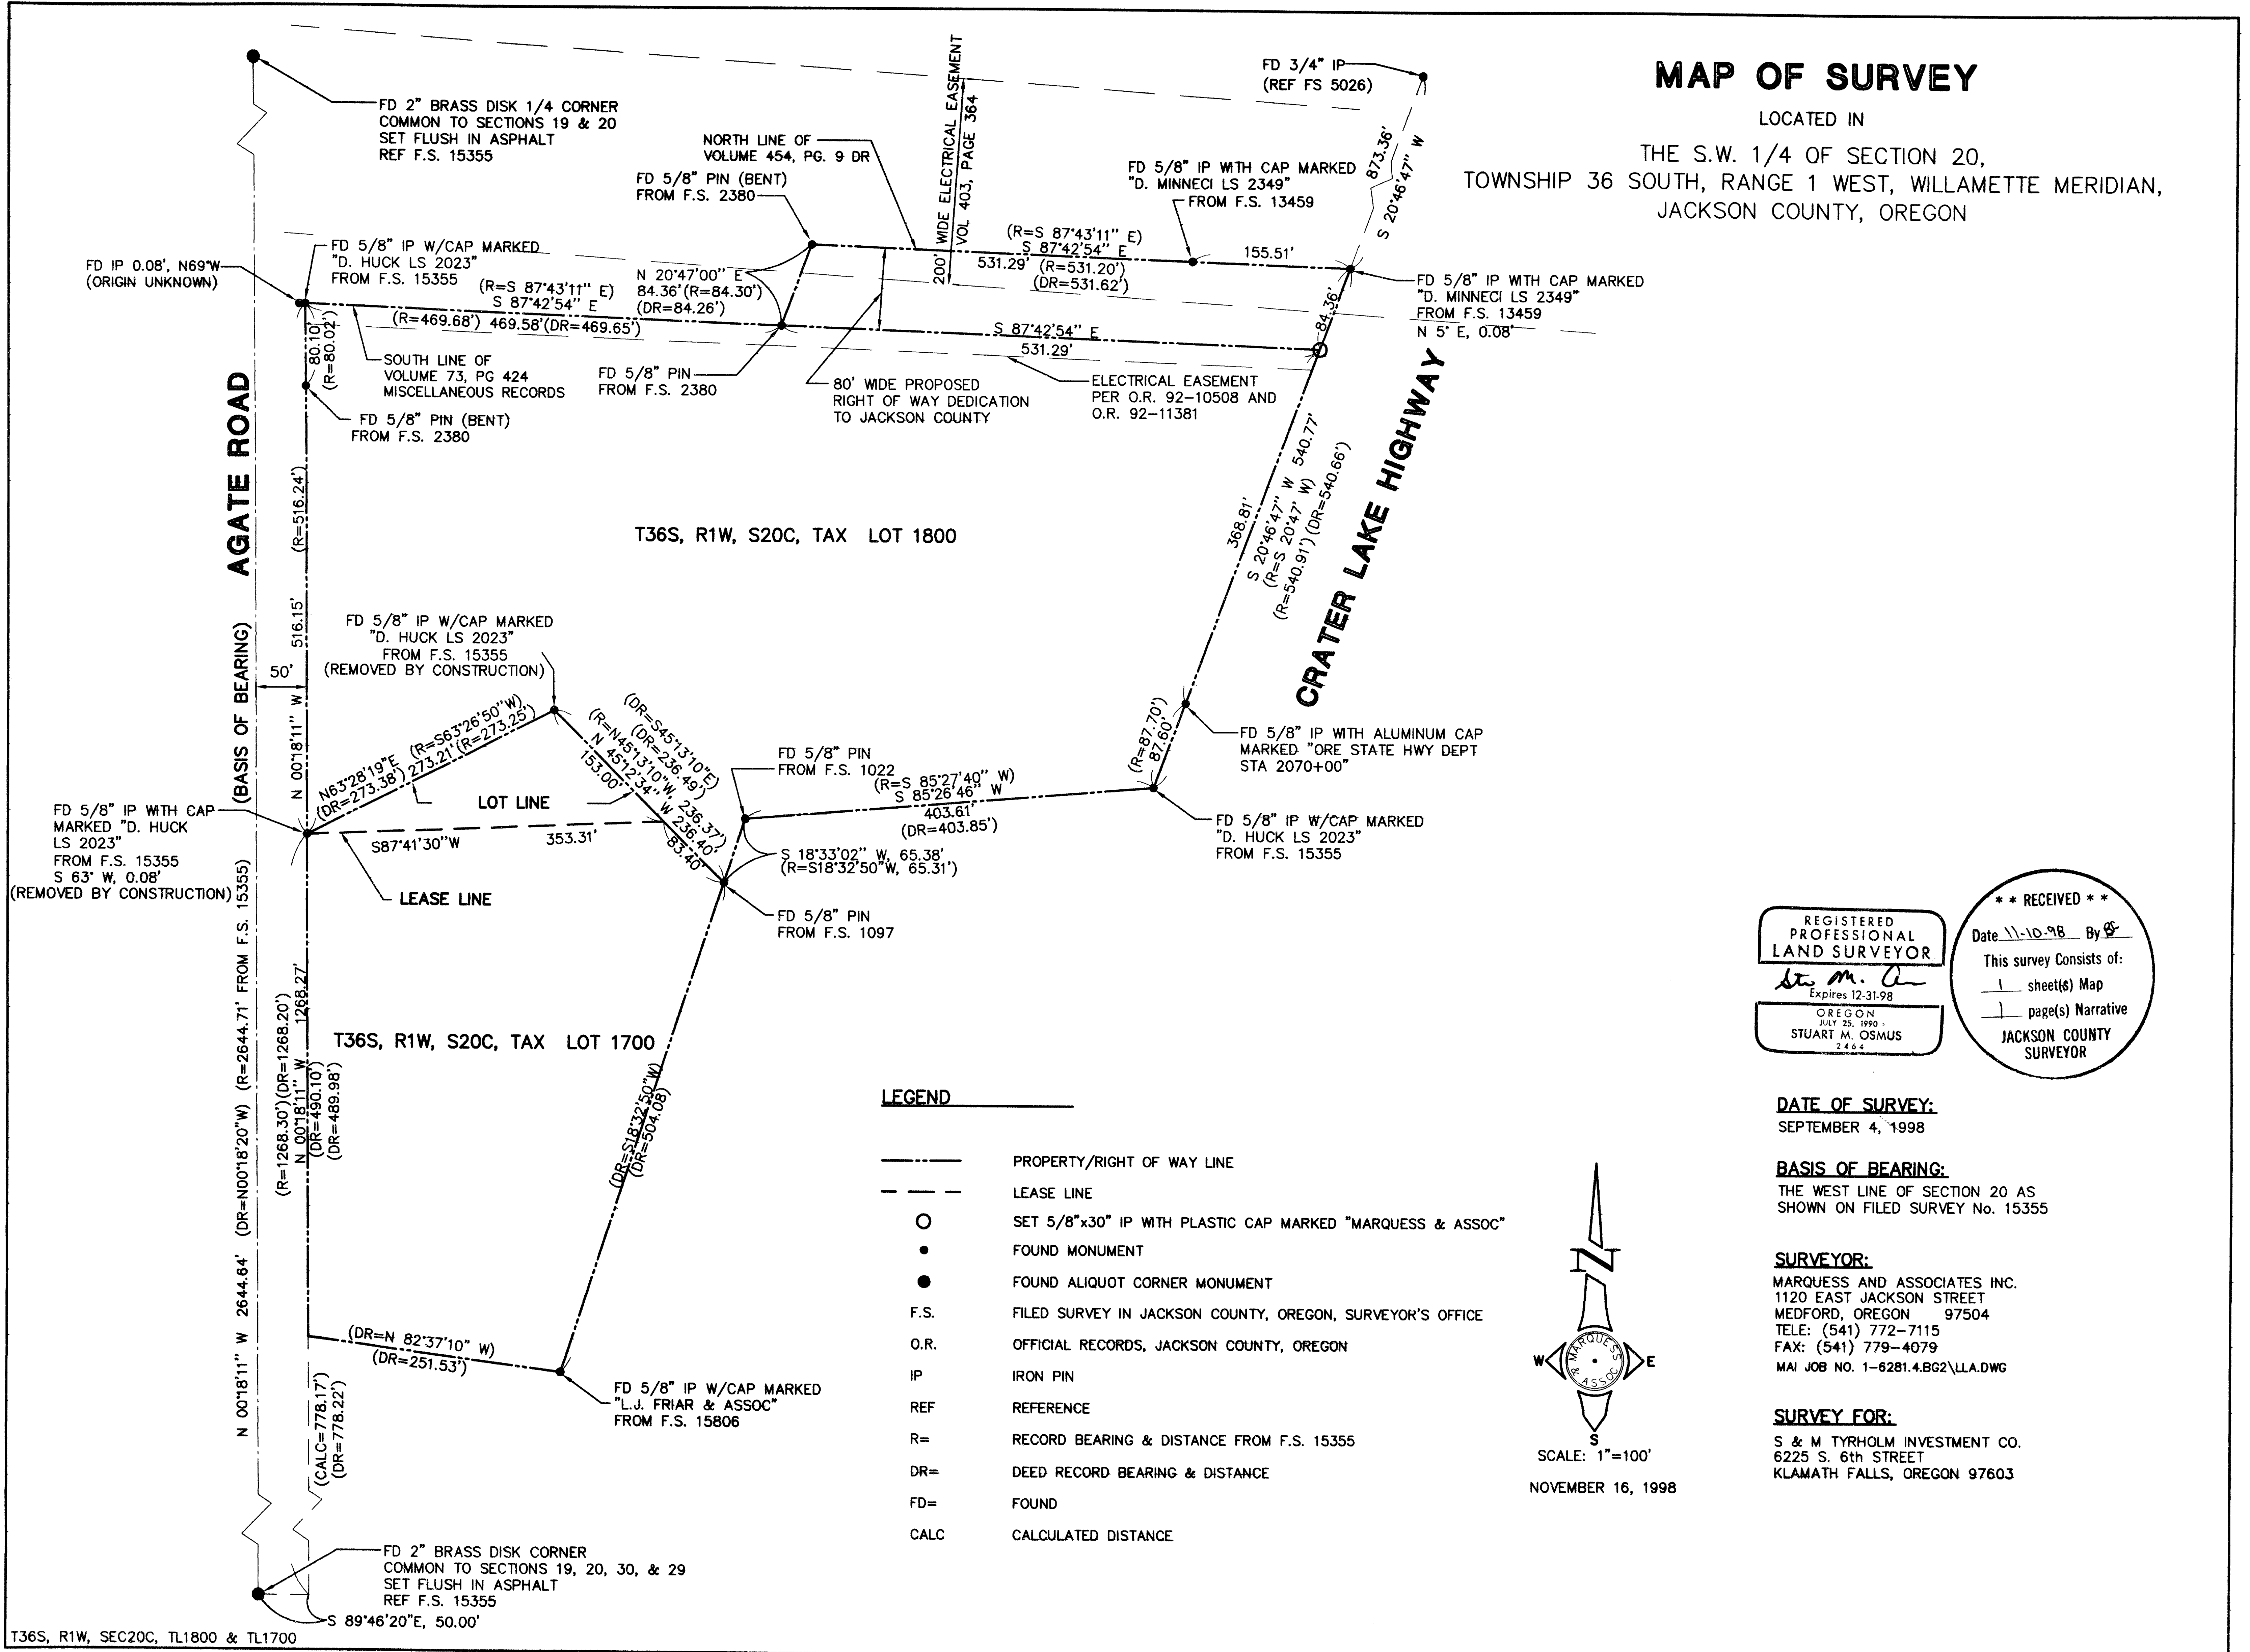 MAP OF SURVEY
LOCATED IN
THE S.W. 1/4 OF SECTION 20,
TOWNSHIP 36 SOUTH, RANGE 1 WEST, WILLAMETTE MERIDIAN,
JACKSON COUNTY, OREGON
FD 2" BRASS DISK 1/4 CORNER
COMMON TO SECTIONS 19 & 20
SET FLUSH IN ASPHALT
REF F.S. 15355
NORTH LINE OF
VOLUME 454, PG. 9 DR
FD 5/8" PIN (BENT)
FROM F.S. 2380
200' WIDE ELECTRICAL EASEMENT
VOL 403, PAGE 364
FD 3/4" IP
(REF FS 5026)
873.36'
S 20°46'47" W
FD 5/8" IP WITH CAP MARKED
"D. MINNECI LS 2349"
FROM F.S. 13459
(R=S 87°43'11" E)
S 87°42'54" E
531.29' (R=531.20')
(DR=531.62')
155.51'
FD 5/8" IP WITH CAP MARKED
"D. MINNECI LS 2349"
FROM F.S. 13459
N 5° E, 0.08'
FD IP 0.08', N69°W
(ORIGIN UNKNOWN)
FD 5/8" IP W/CAP MARKED
"D. HUCK LS 2023"
FROM F.S. 15355
(R=S 87°43'11" E)
S 87°42'54" E
(R=469.68') 469.58'(DR=469.65')
N 20°47'00" E
84.36'(R=84.30')
(DR=84.26')
84.36'
S 87°42'54" E
531.29'
80.10'
(R=80.02')
SOUTH LINE OF
VOLUME 73, PG 424
MISCELLANEOUS RECORDS
FD 5/8" PIN
FROM F.S. 2380
80' WIDE PROPOSED
RIGHT OF WAY DEDICATION
TO JACKSON COUNTY
ELECTRICAL EASEMENT
PER O.R. 92-10508 AND
O.R. 92-11381
FD 5/8" PIN (BENT)
FROM F.S. 2380
AGATE ROAD
(BASIS OF BEARING)
(R=516.24')
N 00°18'11" W 516.15'
50'
T36S, R1W, S20C, TAX LOT 1800
368.81'
S 20°46'47" W 540.77'
(R=S 20°47' W)
(R=540.91')(DR=540.66')
CRATER LAKE HIGHWAY
FD 5/8" IP W/CAP MARKED
"D. HUCK LS 2023"
FROM F.S. 15355
(REMOVED BY CONSTRUCTION)
N63°28'19"E (R=S63°26'50"W)
(DR=273.38') 273.21'(R=273.25')
(DR=S45°13'10"E)
(DR=236.49')
(R=N45°13'10"W, 236.37')
N 45°12'34" W 236.40'
153.00'
83.40'
LOT LINE
FD 5/8" PIN
FROM F.S. 1022
(R=S 85°27'40" W)
S 85°26'46" W
403.61'
(DR=403.85')
(R=87.70')
87.60'
FD 5/8" IP WITH ALUMINUM CAP
MARKED "ORE STATE HWY DEPT
STA 2070+00"
FD 5/8" IP WITH CAP
MARKED "D. HUCK
LS 2023"
FROM F.S. 15355
S 63° W, 0.08'
(REMOVED BY CONSTRUCTION)
S87°41'30"W 353.31'
LEASE LINE
S 18°33'02" W, 65.38'
(R=S18°32'50"W, 65.31')
FD 5/8" IP W/CAP MARKED
"D. HUCK LS 2023"
FROM F.S. 15355
FD 5/8" PIN
FROM F.S. 1097
N 00°18'11" W 2644.64' (DR=N00°18'20"W) (R=2644.71' FROM F.S. 15355)
(R=1268.30')(DR=1268.20')
N 00°18'11" W 1268.27'
(DR=490.10')
(DR=489.98')
T36S, R1W, S20C, TAX LOT 1700
(DR=S18°32'50"W)
(DR=504.08)
(DR=N 82°37'10" W)
(DR=251.53')
FD 5/8" IP W/CAP MARKED
"L.J. FRIAR & ASSOC"
FROM F.S. 15806
(CALC=778.17')
(DR=778.22')
FD 2" BRASS DISK CORNER
COMMON TO SECTIONS 19, 20, 30, & 29
SET FLUSH IN ASPHALT
REF F.S. 15355
S 89°46'20"E, 50.00'
T36S, R1W, SEC20C, TL1800 & TL1700
LEGEND
PROPERTY/RIGHT OF WAY LINE
LEASE LINE
SET 5/8"x30" IP WITH PLASTIC CAP MARKED "MARQUESS & ASSOC"
FOUND MONUMENT
FOUND ALIQUOT CORNER MONUMENT
F.S. FILED SURVEY IN JACKSON COUNTY, OREGON, SURVEYOR'S OFFICE
O.R. OFFICIAL RECORDS, JACKSON COUNTY, OREGON
IP IRON PIN
REF REFERENCE
R= RECORD BEARING & DISTANCE FROM F.S. 15355
DR= DEED RECORD BEARING & DISTANCE
FD= FOUND
CALC CALCULATED DISTANCE
N
W E
MARQUESS & ASSOC
S
SCALE: 1"=100'
NOVEMBER 16, 1998
REGISTERED
PROFESSIONAL
LAND SURVEYOR
Expires 12-31-98
OREGON
JULY 25, 1990
STUART M. OSMUS
2464
* * RECEIVED * *
Date 11-10-98 By
This survey Consists of:
1 sheet(s) Map
1 page(s) Narrative
JACKSON COUNTY
SURVEYOR
DATE OF SURVEY:
SEPTEMBER 4, 1998
BASIS OF BEARING:
THE WEST LINE OF SECTION 20 AS
SHOWN ON FILED SURVEY No. 15355
SURVEYOR:
MARQUESS AND ASSOCIATES INC.
1120 EAST JACKSON STREET
MEDFORD, OREGON 97504
TELE: (541) 772-7115
FAX: (541) 779-4079
MAI JOB NO. 1-6281.4.BG2\LLA.DWG
SURVEY FOR:
S & M TYRHOLM INVESTMENT CO.
6225 S. 6th STREET
KLAMATH FALLS, OREGON 97603